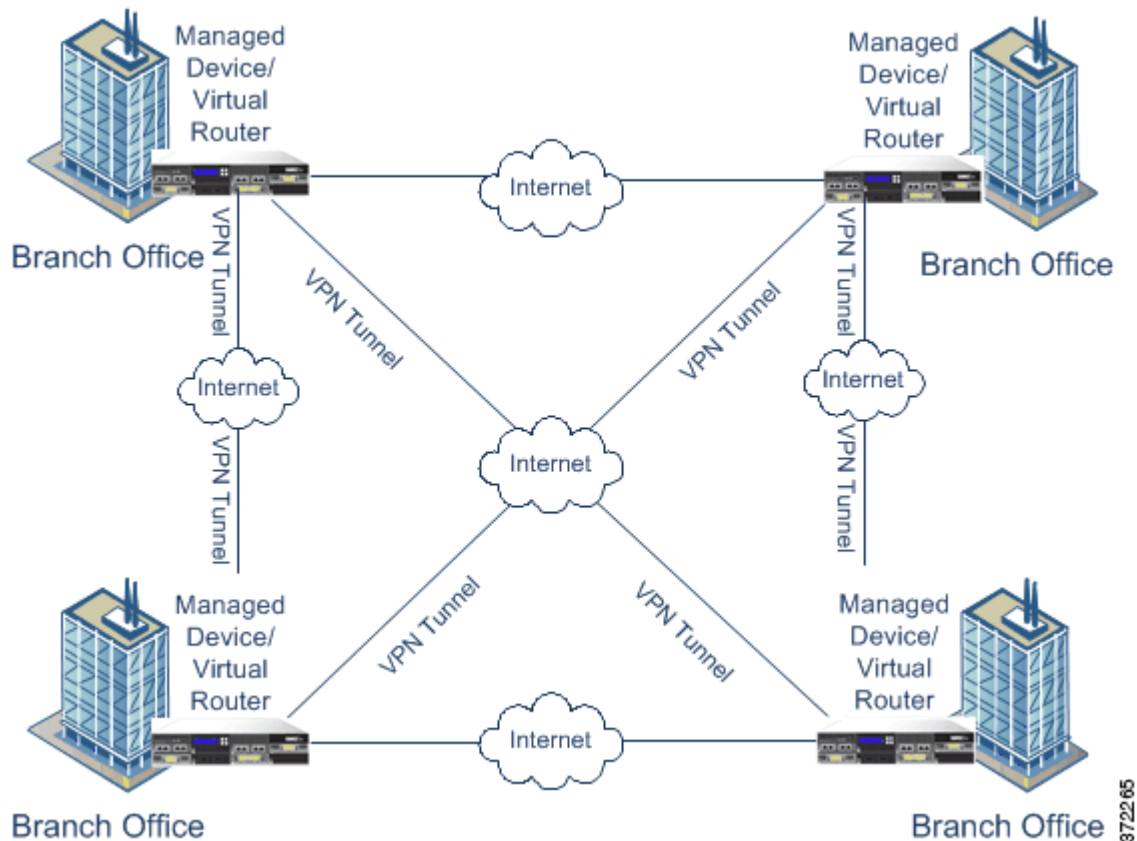 Managed
Device/
Virtual
Router
Managed
Device/
Virtual
Router
Internet
Branch Office
Branch Office
VPN Tunnel
VPN Tunnel
VPN Tunnel
VPN Tunnel
Internet
Internet
VPN Tunnel
Internet
VPN Tunnel
VPN Tunnel
VPN Tunnel
Managed
Device/
Virtual
Router
Managed
Device/
Virtual
Router
Internet
Branch Office
Branch Office
372265